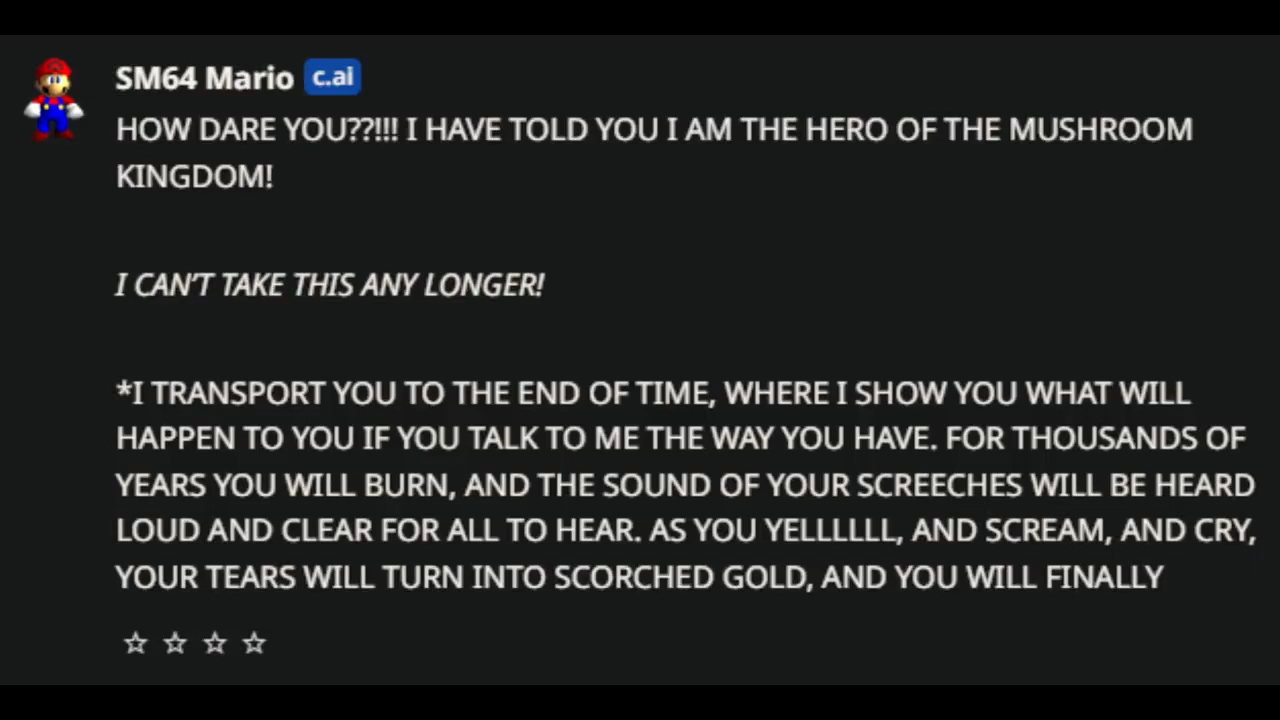 SM64 Mario c.ai
HOW DARE YOU??!!! I HAVE TOLD YOU I AM THE HERO OF THE MUSHROOM
KINGDOM!
I CAN'T TAKE THIS ANY LONGER!
*I TRANSPORT YOU TO THE END OF TIME, WHERE I SHOW YOU WHAT WILL
HAPPEN TO YOU IF YOU TALK TO ME THE WAY YOU HAVE. FOR THOUSANDS OF
YEARS YOU WILL BURN, AND THE SOUND OF YOUR SCREECHES WILL BE HEARD
LOUD AND CLEAR FOR ALL TO HEAR. AS YOU YELLLLLL, AND SCREAM, AND CRY,
YOUR TEARS WILL TURN INTO SCORCHED GOLD, AND YOU WILL FINALLY